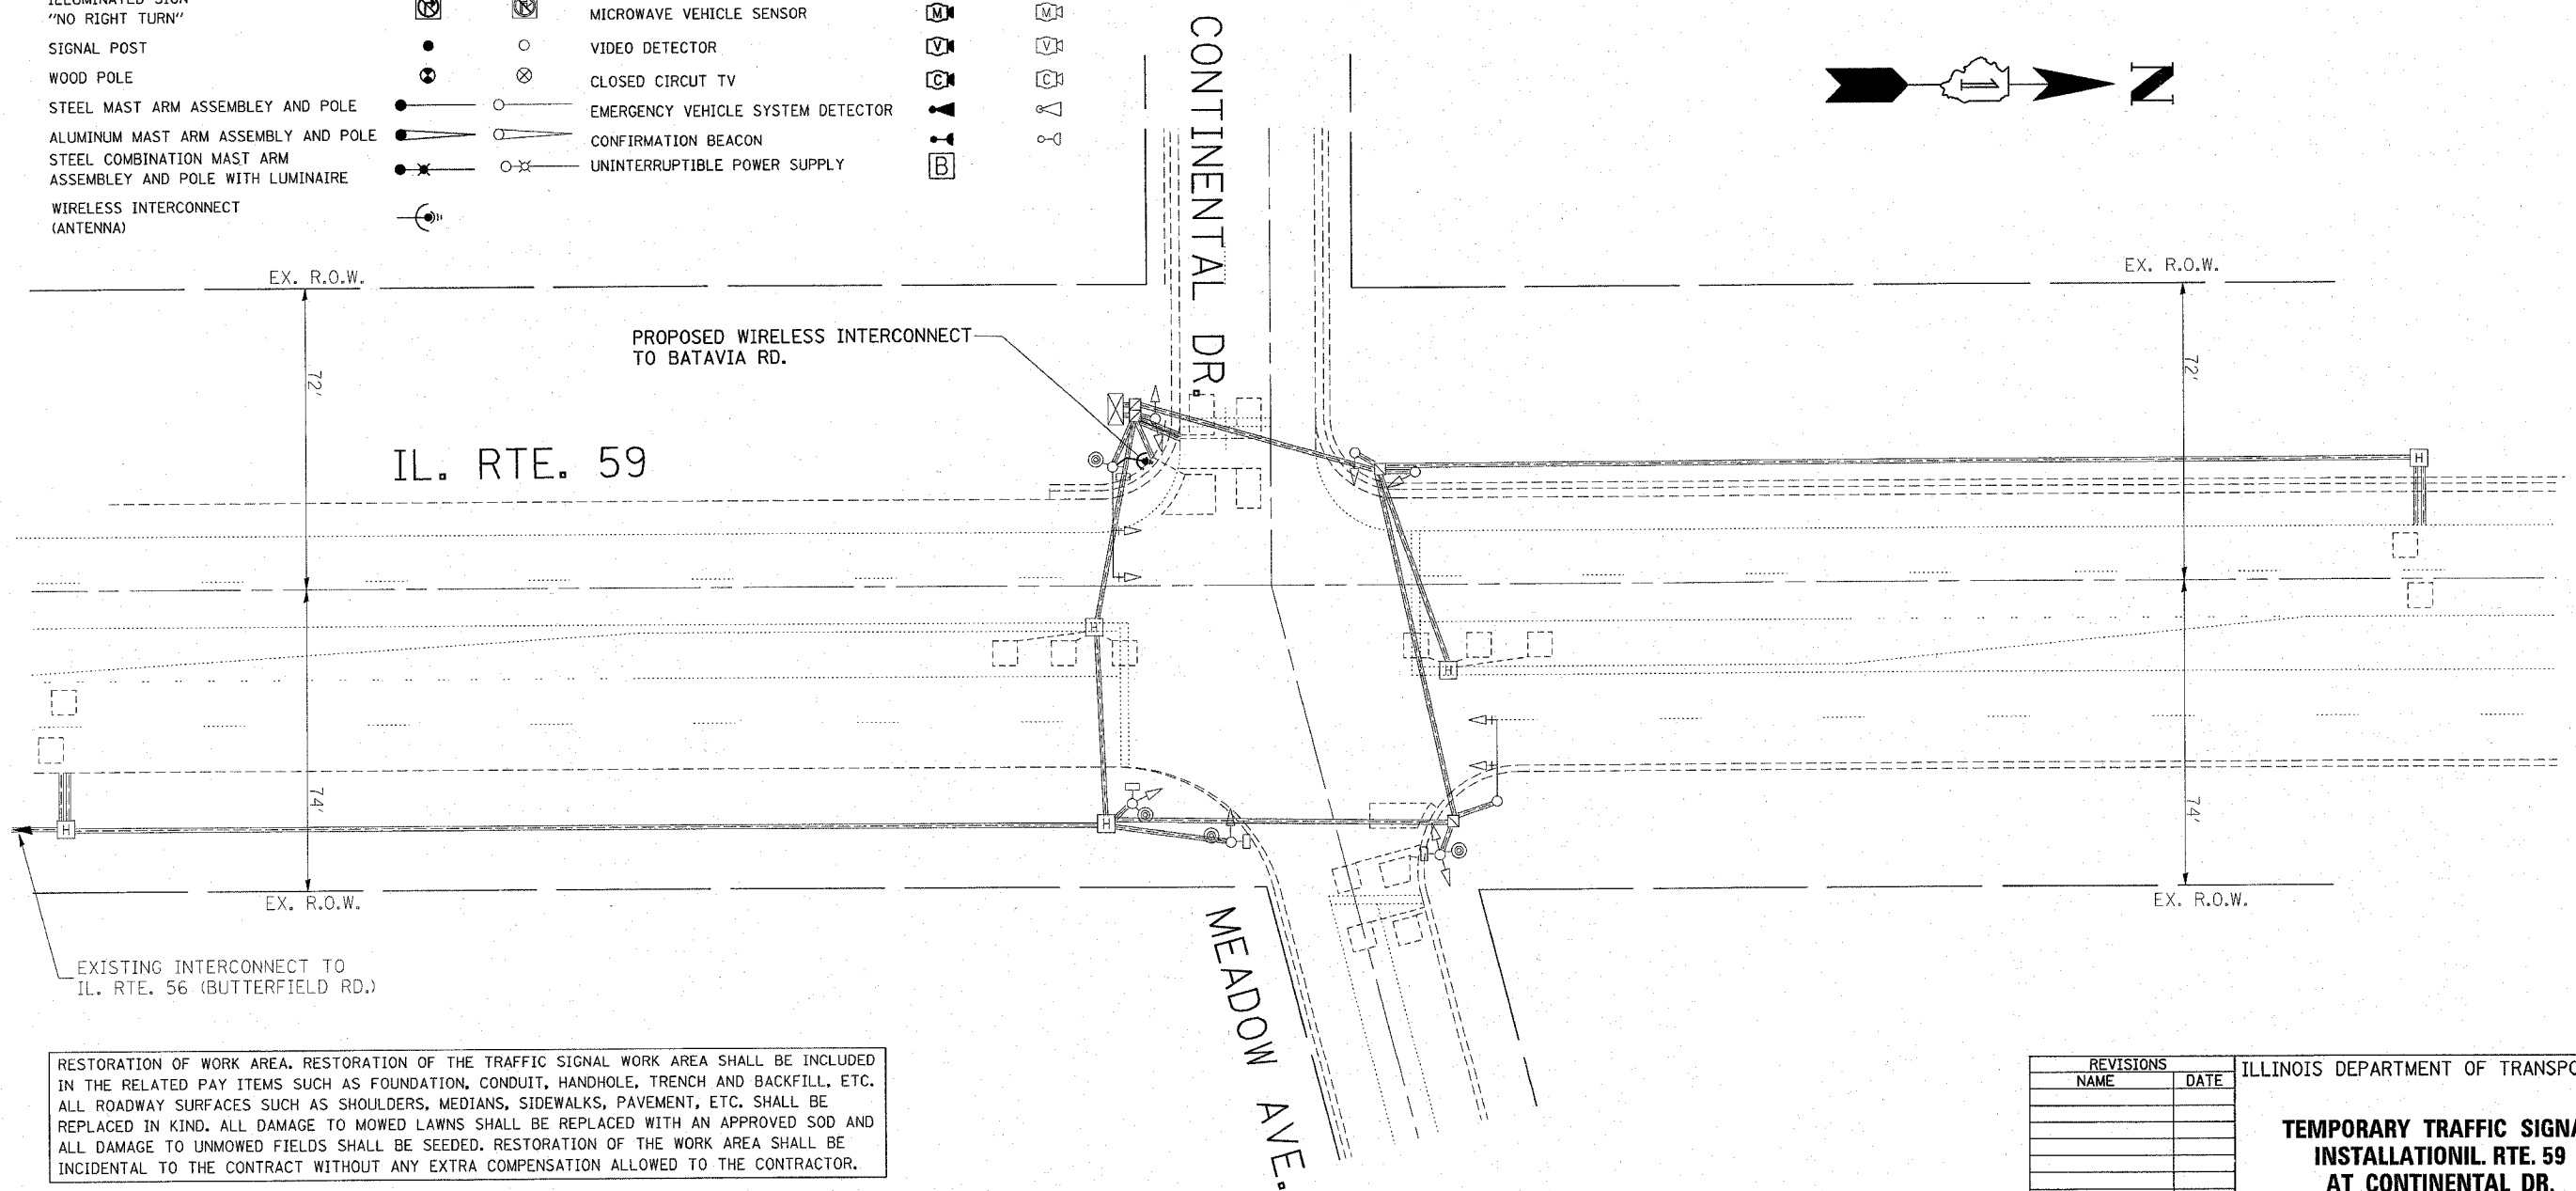 ILLUMINATED SIGN
"NO RIGHT TURN"
SIGNAL POST
WOOD POLE
STEEL MAST ARM ASSEMBLEY AND POLE
ALUMINUM MAST ARM ASSEMBLY AND POLE
STEEL COMBINATION MAST ARM
ASSEMBLEY AND POLE WITH LUMINAIRE
WIRELESS INTERCONNECT
(ANTENNA)
R R
MICROWAVE VEHICLE SENSOR M M
VIDEO DETECTOR V V
CLOSED CIRCUT TV C C
EMERGENCY VEHICLE SYSTEM DETECTOR
CONFIRMATION BEACON
UNINTERRUPTIBLE POWER SUPPLY B
CONTINENTAL DR.
1 N
EX. R.O.W.
EX. R.O.W.
72'
72'
PROPOSED WIRELESS INTERCONNECT
TO BATAVIA RD.
IL. RTE. 59
H
H
H
H
H
74'
74'
EX. R.O.W.
EX. R.O.W.
EXISTING INTERCONNECT TO
IL. RTE. 56 (BUTTERFIELD RD.)
MEADOW AVE.
RESTORATION OF WORK AREA. RESTORATION OF THE TRAFFIC SIGNAL WORK AREA SHALL BE INCLUDED
IN THE RELATED PAY ITEMS SUCH AS FOUNDATION, CONDUIT, HANDHOLE, TRENCH AND BACKFILL, ETC.
ALL ROADWAY SURFACES SUCH AS SHOULDERS, MEDIANS, SIDEWALKS, PAVEMENT, ETC. SHALL BE
REPLACED IN KIND. ALL DAMAGE TO MOWED LAWNS SHALL BE REPLACED WITH AN APPROVED SOD AND
ALL DAMAGE TO UNMOWED FIELDS SHALL BE SEEDED. RESTORATION OF THE WORK AREA SHALL BE
INCIDENTAL TO THE CONTRACT WITHOUT ANY EXTRA COMPENSATION ALLOWED TO THE CONTRACTOR.
REVISIONS
NAME DATE
ILLINOIS DEPARTMENT OF TRANSPO
TEMPORARY TRAFFIC SIGNA
INSTALLATIONIL. RTE. 59
AT CONTINENTAL DR.